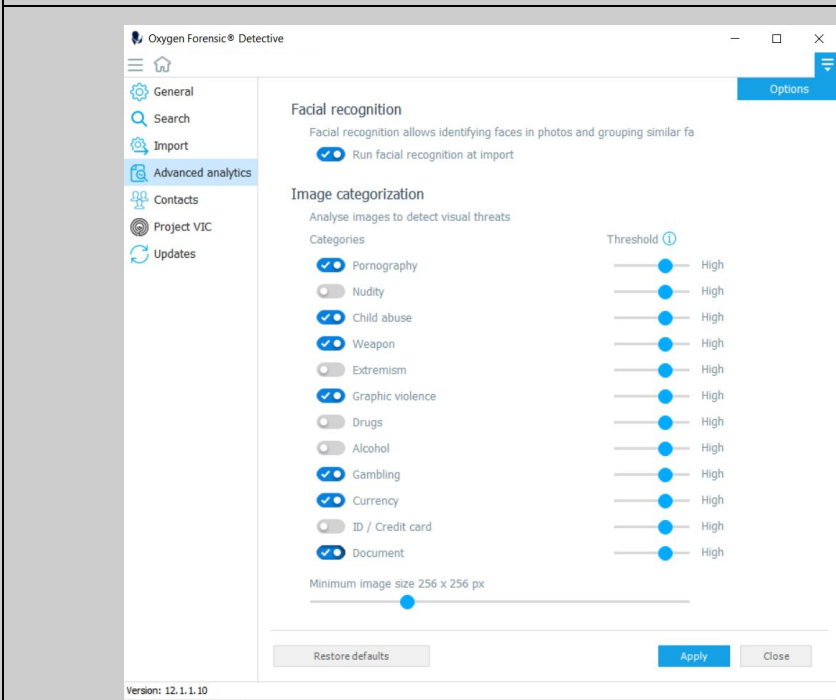 Oxygen Forensic® Detective
Options
General
Search
Import
Advanced analytics
Contacts
Project VIC
Updates
Facial recognition
Facial recognition allows identifying faces in photos and grouping similar fa
Run facial recognition at import
Image categorization
Analyse images to detect visual threats
Categories Threshold
Pornography High
Nudity High
Child abuse High
Weapon High
Extremism High
Graphic violence High
Drugs High
Alcohol High
Gambling High
Currency High
ID / Credit card High
Document High
Minimum image size 256 x 256 px
Restore defaults Apply Close
Version: 12.1.1.10